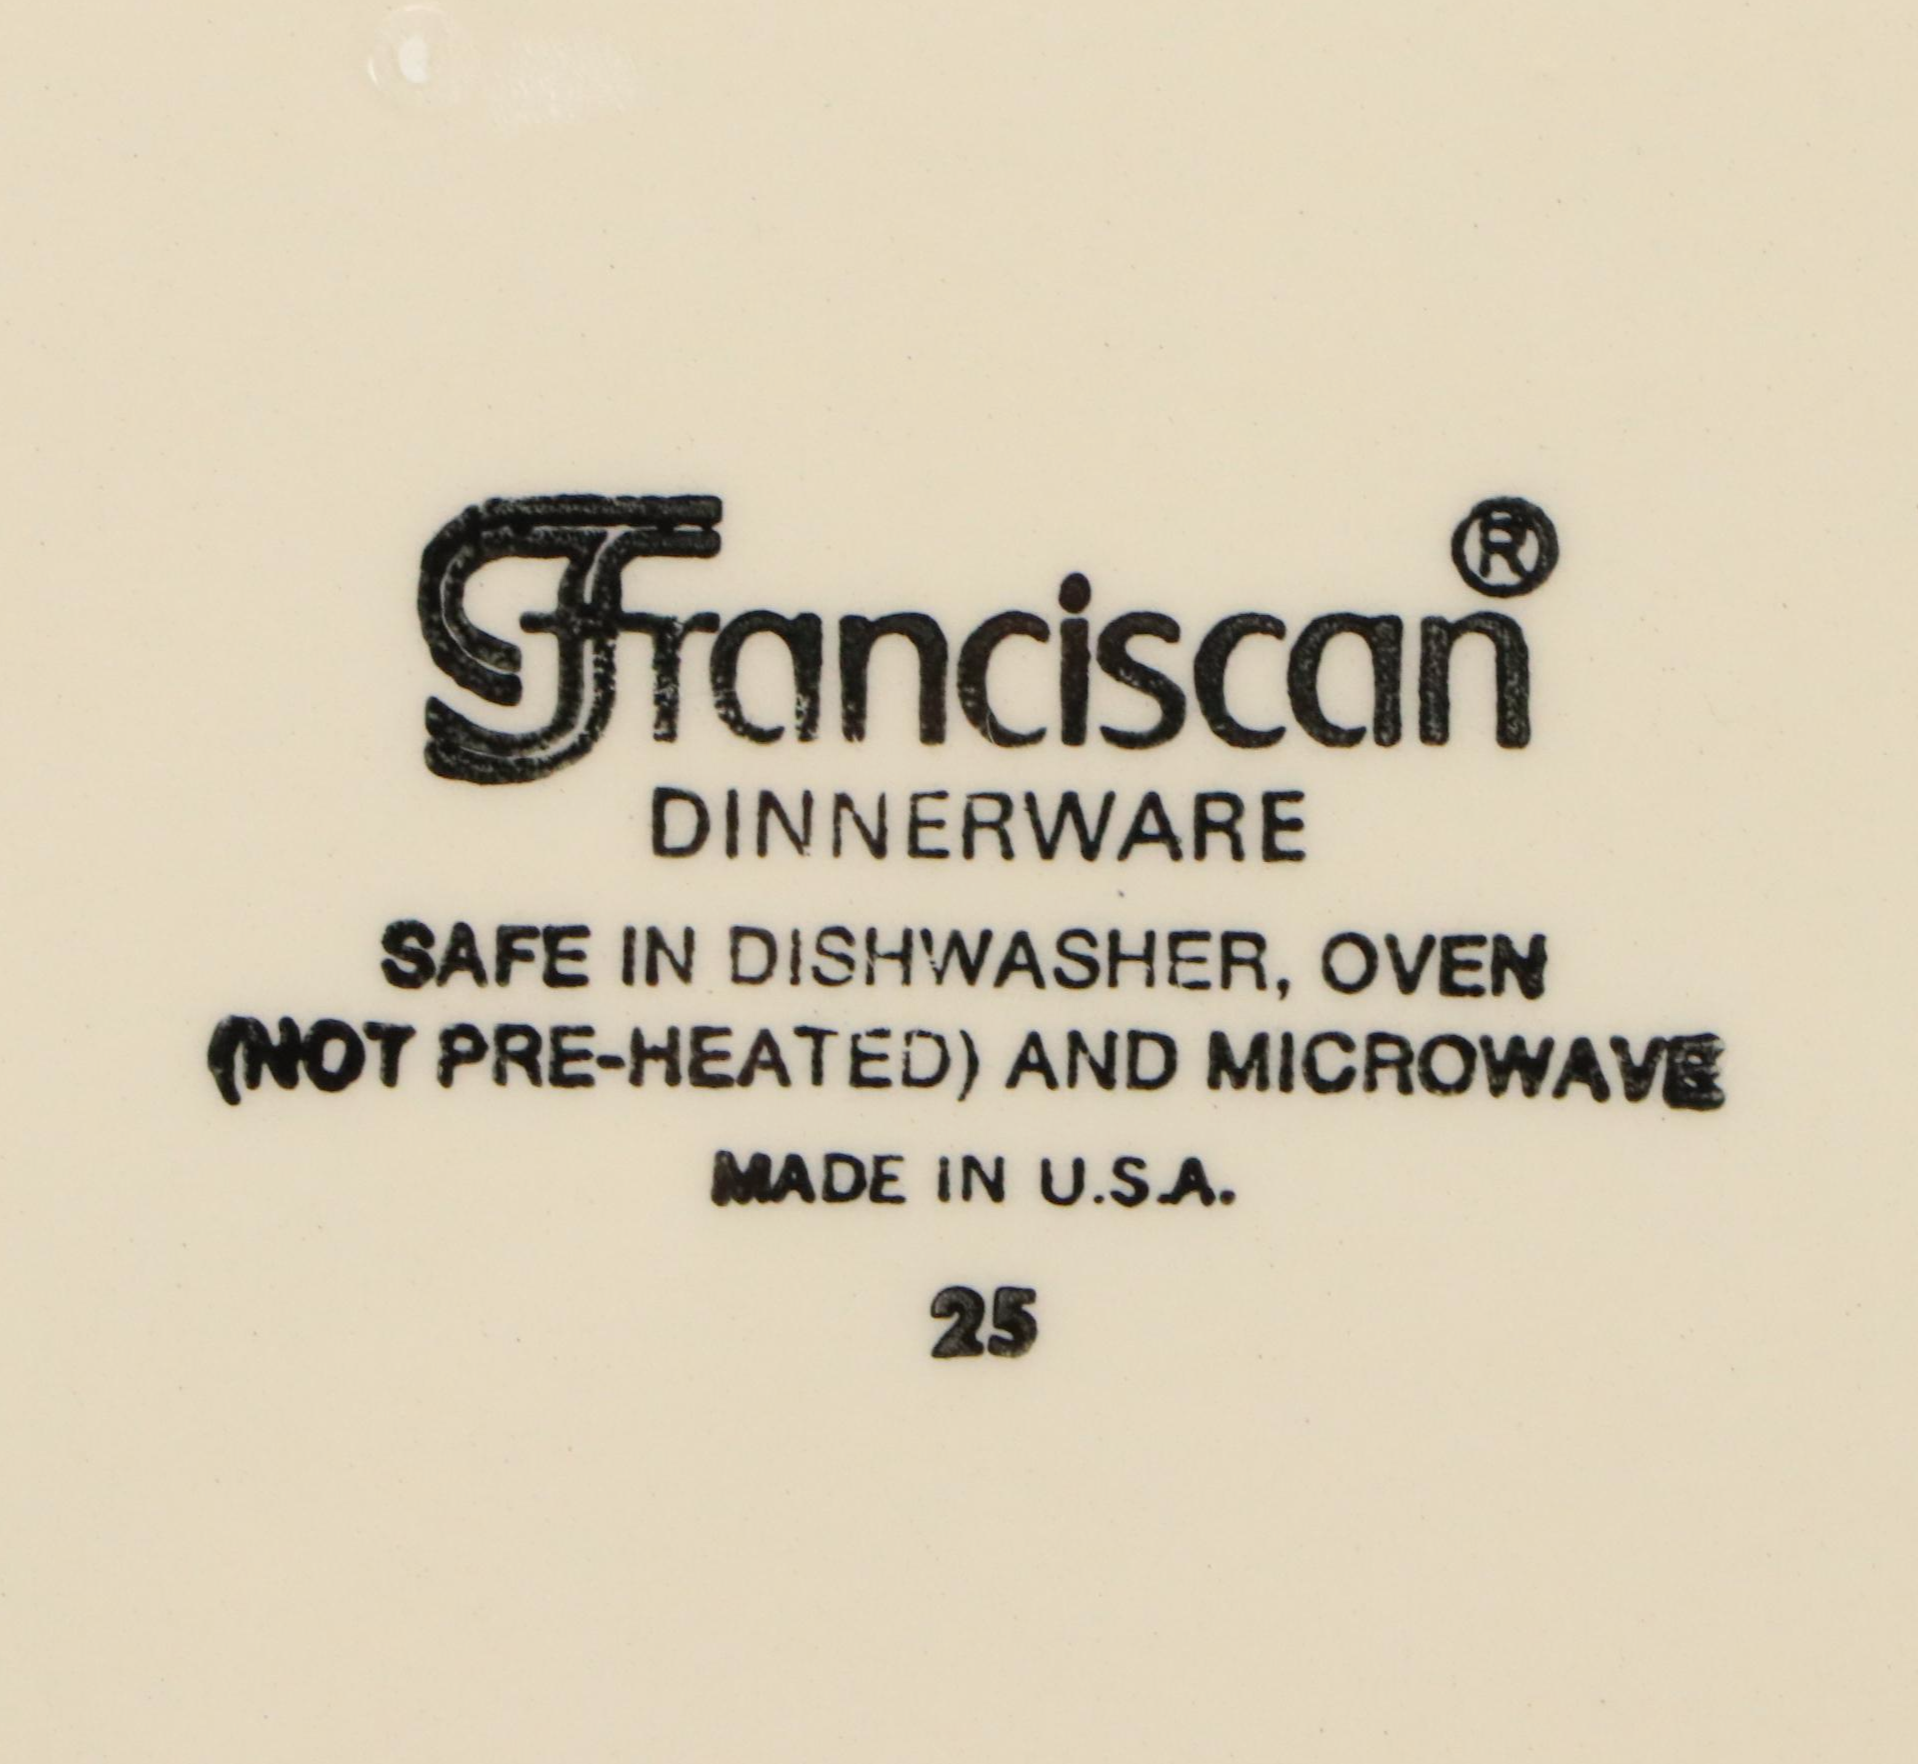 Franciscan®
DINNERWARE
SAFE IN DISHWASHER, OVEN
(NOT PRE-HEATED) AND MICROWAVE
MADE IN U.S.A.
25